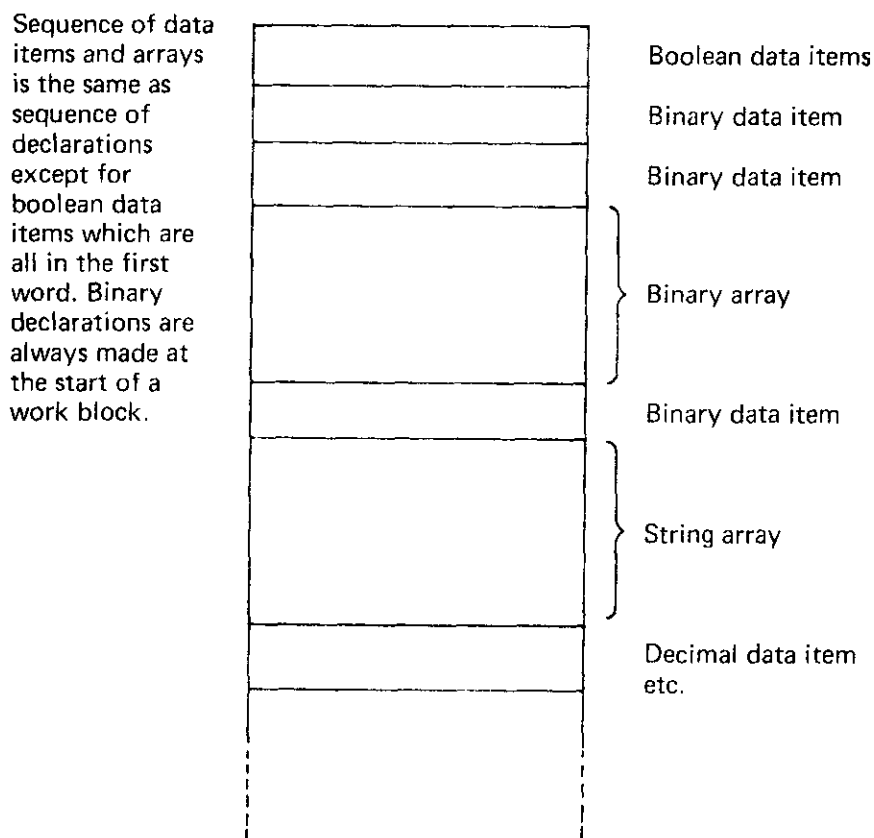 Sequence of data
items and arrays
is the same as
sequence of
declarations
except for
boolean data
items which are
all in the first
word. Binary
declarations are
always made at
the start of a
work block.
Boolean data items
Binary data item
Binary data item
Binary array
Binary data item
String array
Decimal data item
etc.